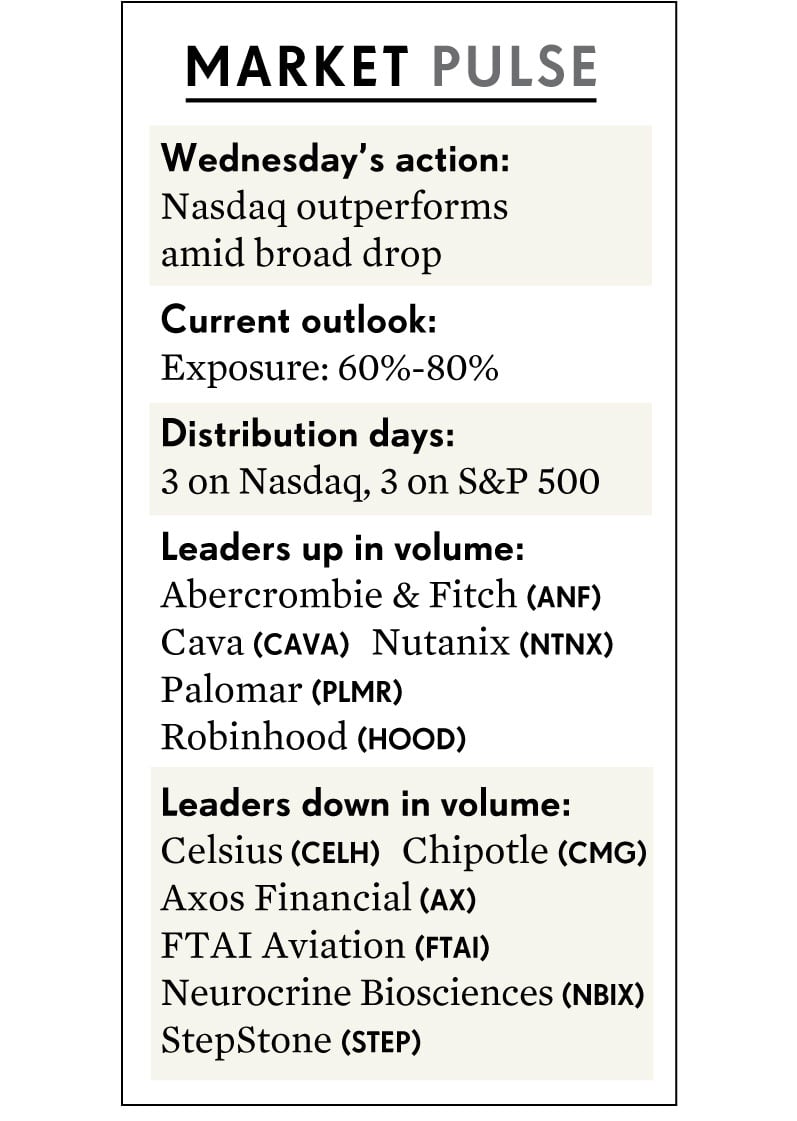 MARKET PULSE
Wednesday’s action:
Nasdaq outperforms
amid broad drop
Current outlook:
Exposure: 60%-80%
Distribution days:
3 on Nasdaq, 3 on S&P 500
Leaders up in volume:
Abercrombie & Fitch (ANF)
Cava (CAVA) Nutanix (NTNX)
Palomar (PLMR)
Robinhood (HOOD)
Leaders down in volume:
Celsius (CELH) Chipotle (CMG)
Axos Financial (AX)
FTAI Aviation (FTAI)
Neurocrine Biosciences (NBIX)
StepStone (STEP)